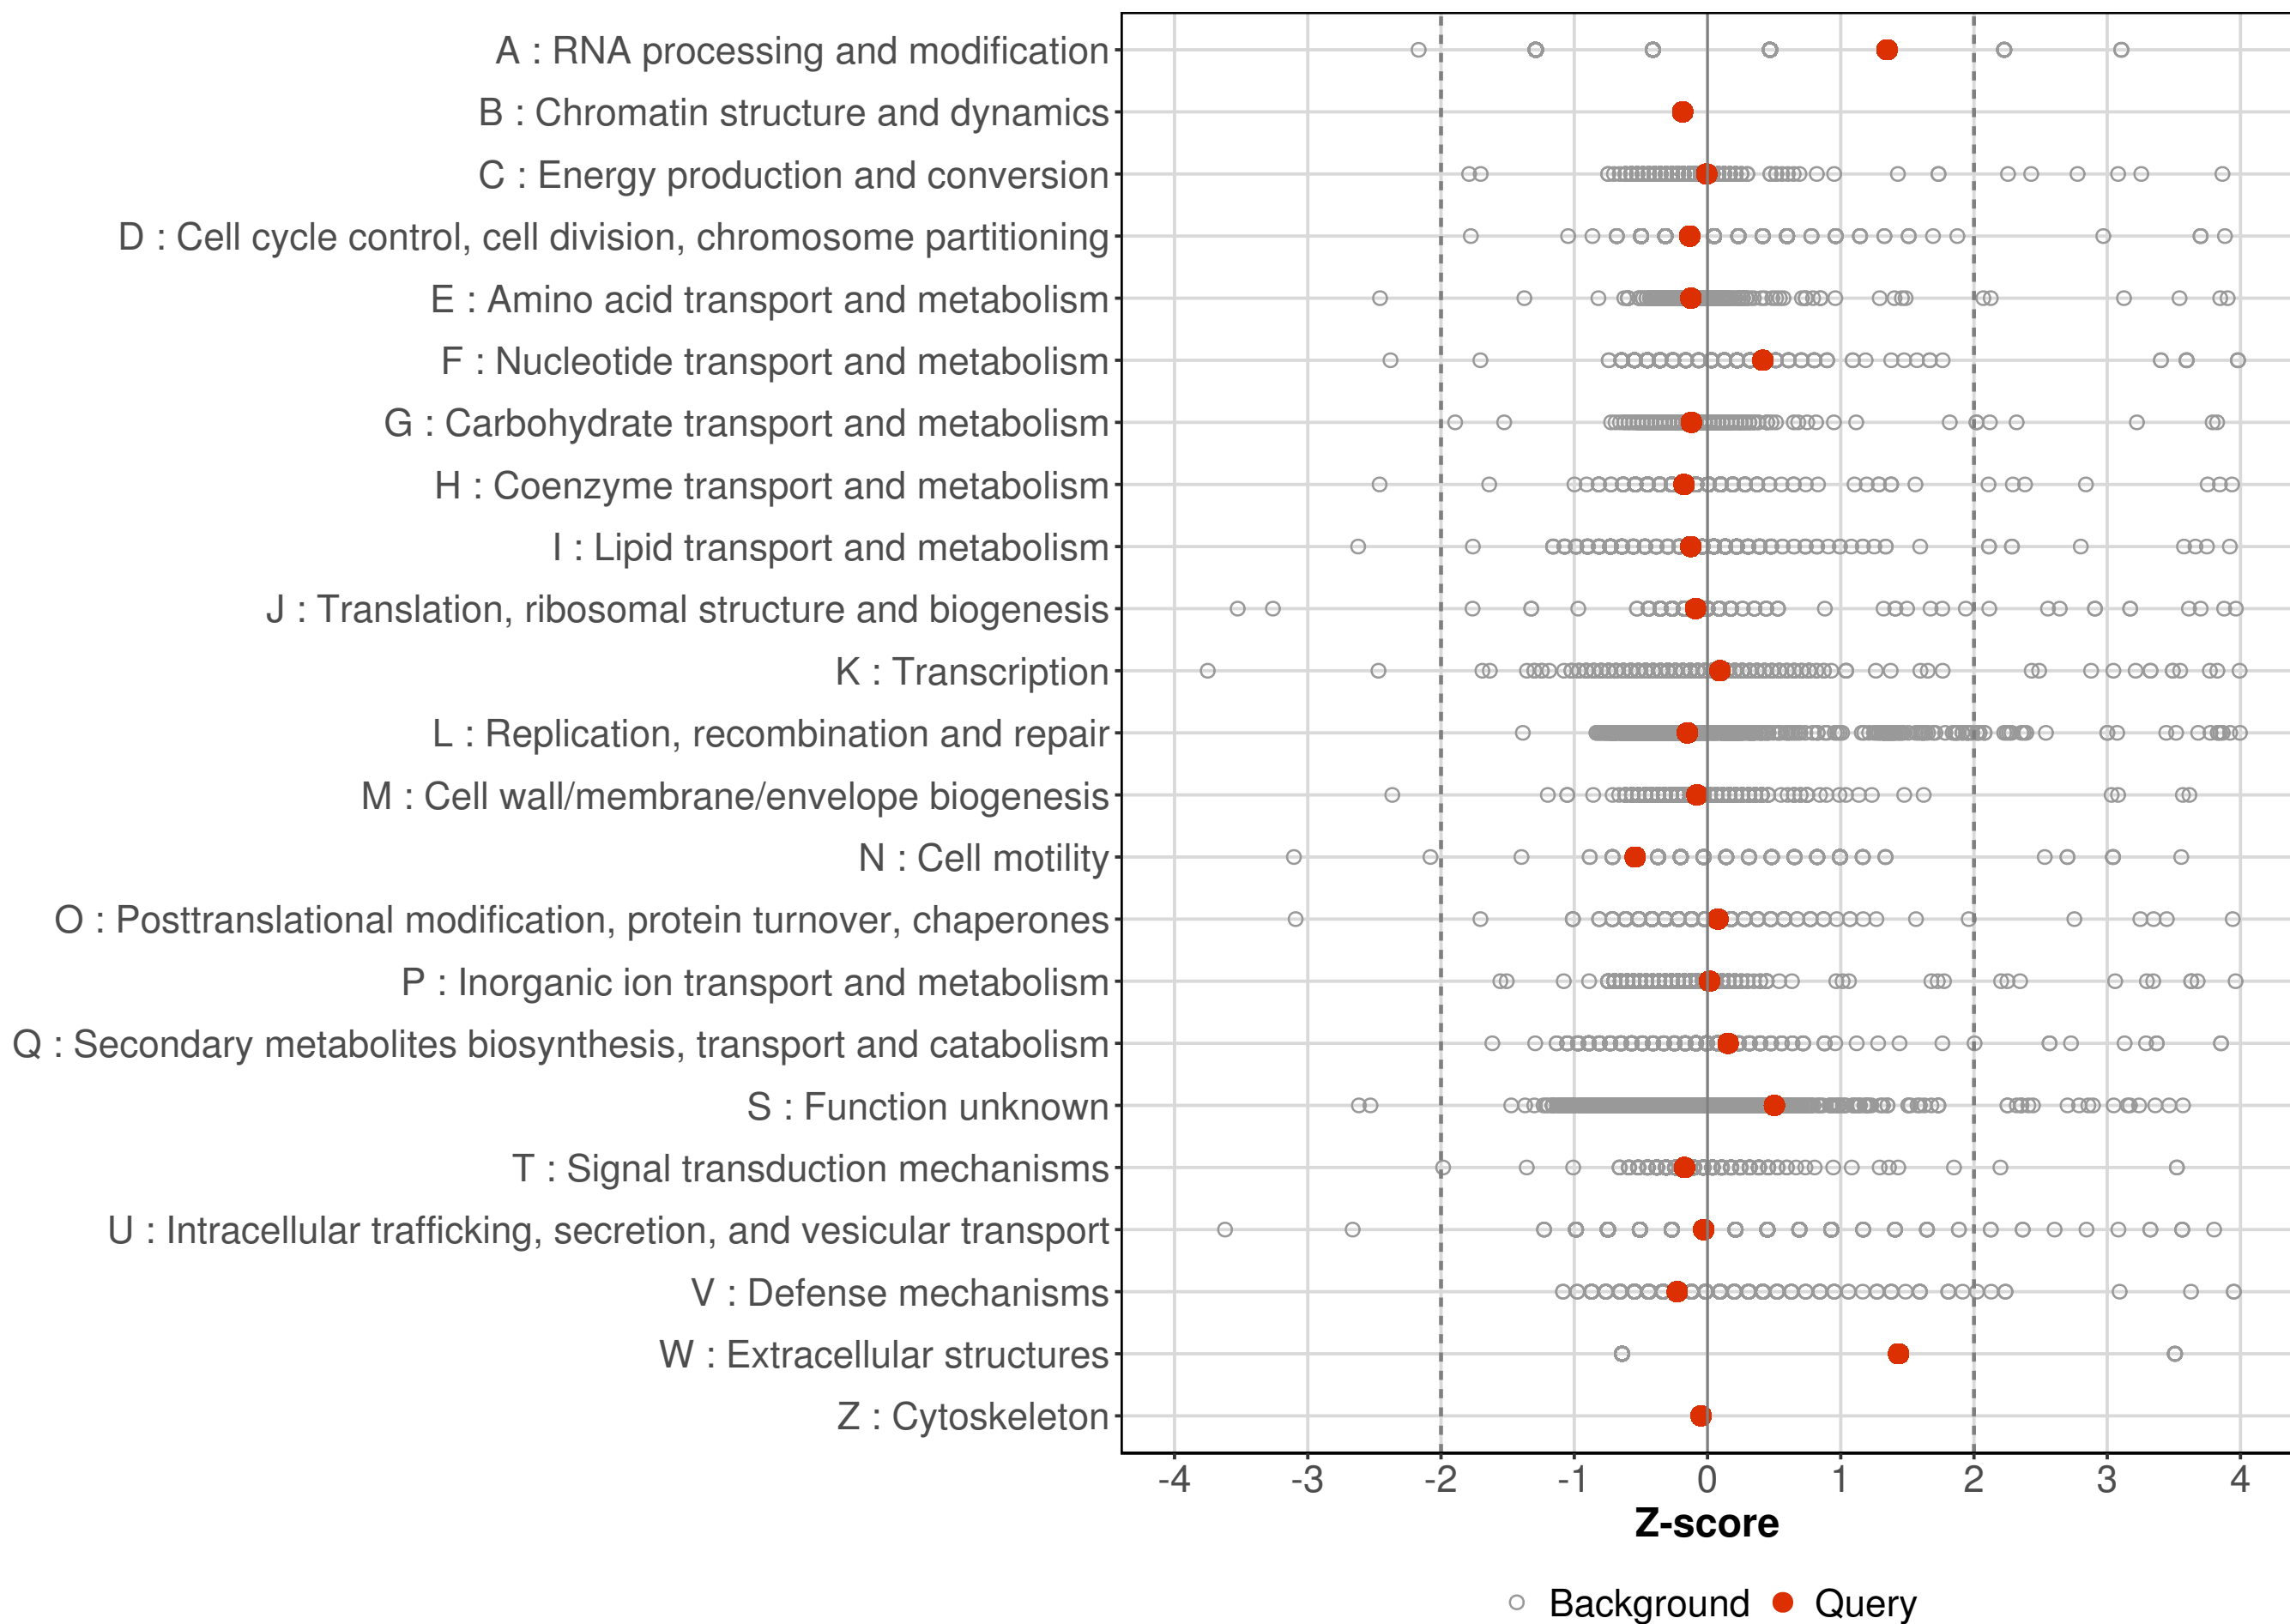 A : RNA processing and modification
B : Chromatin structure and dynamics
C : Energy production and conversion
D : Cell cycle control, cell division, chromosome partitioning
E : Amino acid transport and metabolism
F : Nucleotide transport and metabolism
G : Carbohydrate transport and metabolism
H : Coenzyme transport and metabolism
I : Lipid transport and metabolism
J : Translation, ribosomal structure and biogenesis
K : Transcription
L : Replication, recombination and repair
M : Cell wall/membrane/envelope biogenesis
N : Cell motility
O : Posttranslational modification, protein turnover, chaperones
P : Inorganic ion transport and metabolism
Q : Secondary metabolites biosynthesis, transport and catabolism
S : Function unknown
T : Signal transduction mechanisms
U : Intracellular trafficking, secretion, and vesicular transport
V : Defense mechanisms
W : Extracellular structures
Z : Cytoskeleton
-4 -3 -2 -1 0 1 2 3 4
Z-score
Background Query